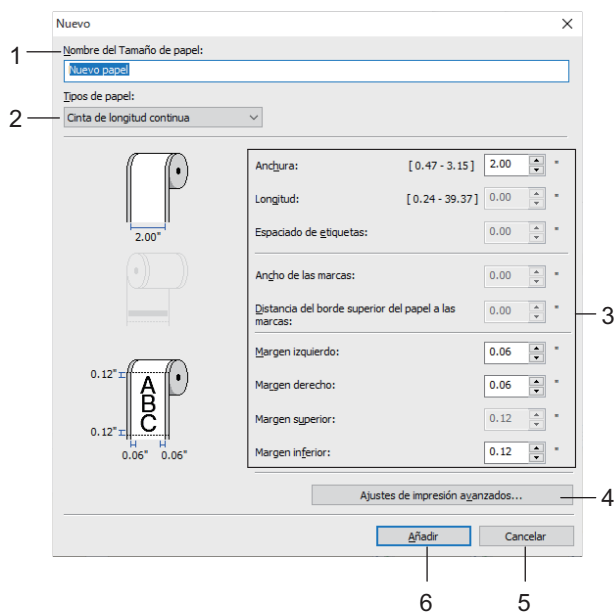 Nuevo
1 Nombre del Tamaño de papel:
Nuevo papel
Tipos de papel:
2 Cinta de longitud continua
Anchura: [ 0.47 - 3.15 ] 2.00 "
Longitud: [ 0.24 - 39.37 ] 0.00 "
2.00"
Espaciado de etiquetas: 0.00 "
Ancho de las marcas: 0.00 "
Distancia del borde superior del papel a las
marcas: 0.00 "
3
Margen izquierdo: 0.06 "
0.12"
Margen derecho: 0.06 "
A
B
C
Margen superior: 0.12 "
0.12"
Margen inferior: 0.12 "
0.06" 0.06"
Ajustes de impresión avanzados... 4
Añadir Cancelar
6 5